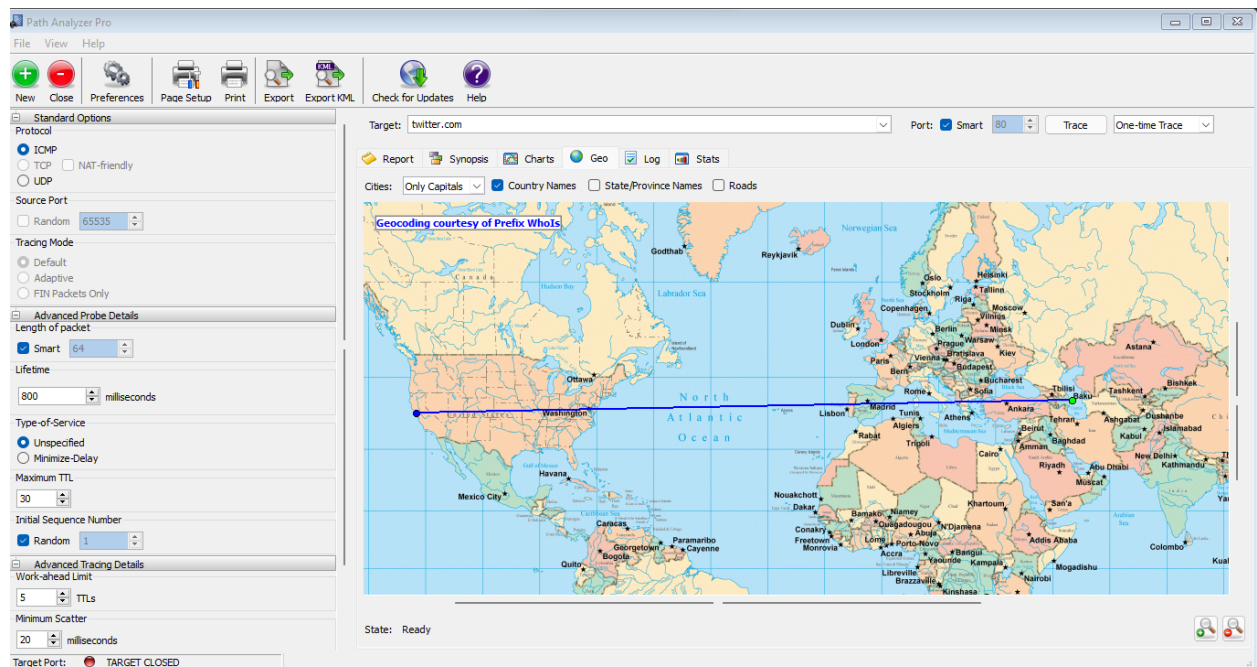 Path Analyzer Pro
File View Help
New Close Preferences Page Setup Print Export Export KML Check for Updates Help
Standard Options
Protocol
ICMP
TCP NAT-friendly
UDP
Source Port
Random 65535
Tracing Mode
Default
Adaptive
FIN Packets Only
Advanced Probe Details
Length of packet
Smart 64
Lifetime
800 milliseconds
Type-of-Service
Unspecified
Minimize-Delay
Maximum TTL
30
Initial Sequence Number
Random 1
Advanced Tracing Details
Work-ahead Limit
5 TTLs
Minimum Scatter
20 milliseconds
Target Port: TARGET CLOSED
Target: twitter.com Port: Smart 80 Trace One-time Trace
Report Synopsis Charts Geo Log Stats
Cities: Only Capitals Country Names State/Province Names Roads
Geocoding courtesy of Prefix WhoIs
Norwegian Sea
Godthab
Reykjavik
Canada
Hudson Bay
Labrador Sea
Oslo
Helsinki
Stockholm
Tallinn
Riga
Moscow
Copenhagen
Vilnius
Dublin
Berlin
Minsk
London
Prague
Warsaw
Astana
Paris
Vienna
Bratislava
Kiev
Bern
Budapest
Ottawa
Bucharest
Tbilisi
Bishkek
Rome
Sofia
Baku
Tashkent
North
Atlantic
Ocean
Washington
Lisbon
Madrid
Tunis
Athens
Ankara
Tehran
Ashgabat
Dushanbe
Algiers
Beirut
Kabul
Islamabad
Rabat
Tripoli
Amman
Baghdad
Cairo
New Delhi
Havana
Riyadh
Abu Dhabi
Kathmandu
Mexico City
Muscat
Nouakchott
Dakar
Khartoum
San'a
Caribbean Sea
Bamako
Niamey
Arabian
Sea
Caracas
Ouagadougou
N'Djamena
Conakry
Abuja
Addis Ababa
Paramaribo
Freetown
Lome
Porto-Novo
Georgetown
Cayenne
Monrovia
Accra
Bangui
Colombo
Bogota
Yaounde
Kampala
Mogadishu
Quito
Libreville
Nairobi
Brazzaville
Kinshasa
State: Ready